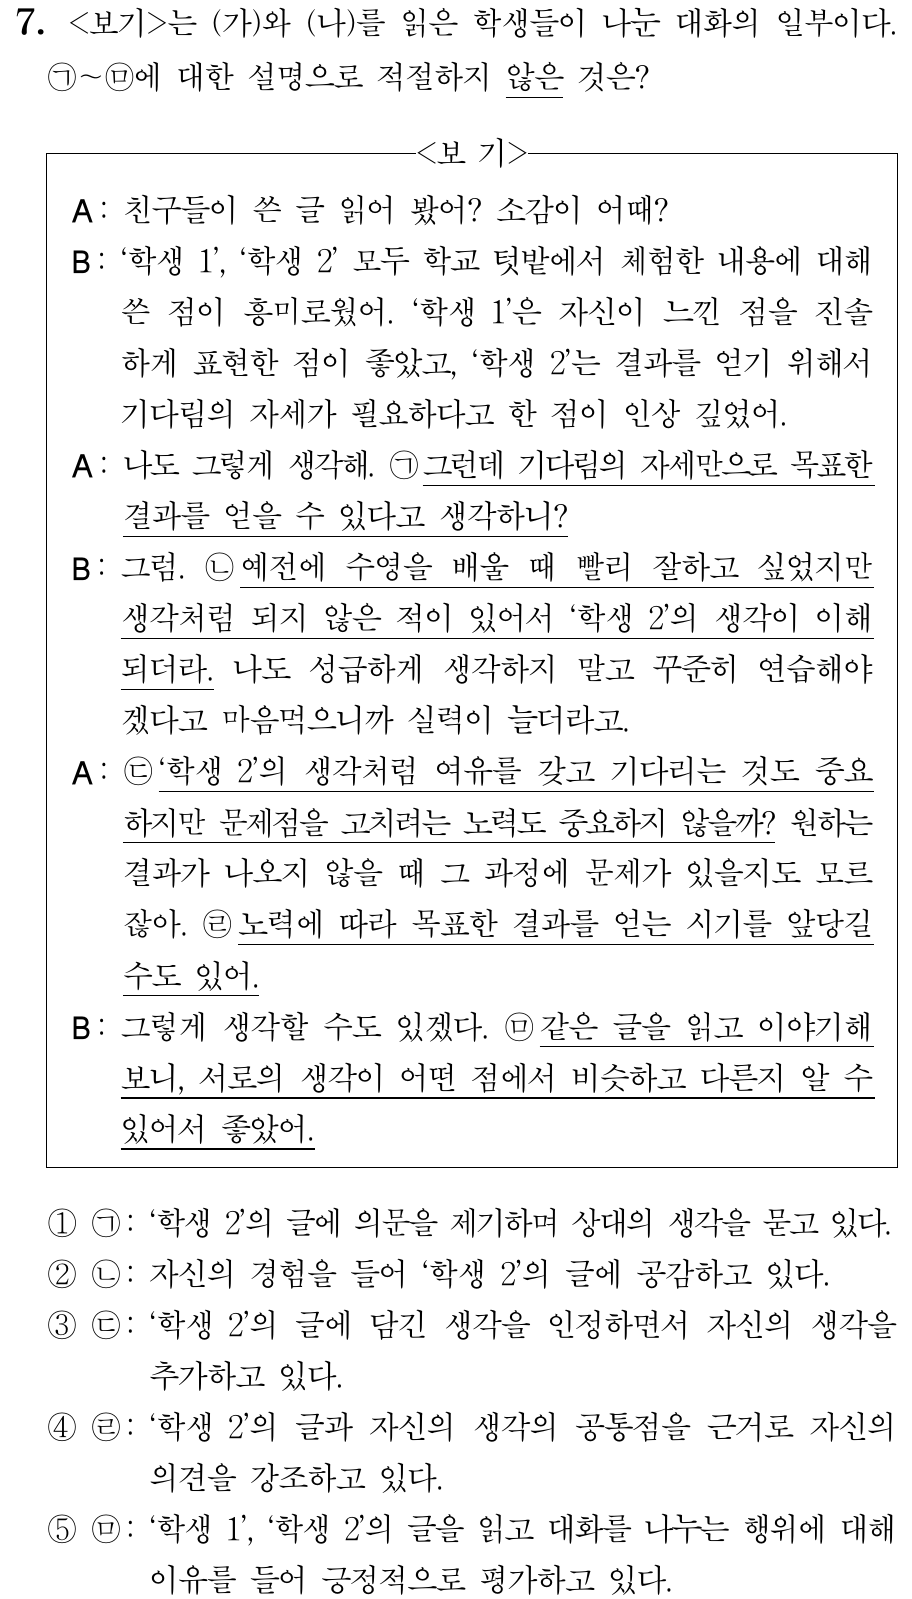 7. <보기>는 (가)와 (나)를 읽은 학생들이 나눈 대화의 일부이다.
㉠~㉤에 대한 설명으로 적절하지 않은 것은?
<보 기>
A : 친구들이 쓴 글 읽어 봤어? 소감이 어때?
B : ‘학생 1’, ‘학생 2’ 모두 학교 텃밭에서 체험한 내용에 대해
쓴 점이 흥미로웠어. ‘학생 1’은 자신이 느낀 점을 진솔
하게 표현한 점이 좋았고, ‘학생 2’는 결과를 얻기 위해서
기다림의 자세가 필요하다고 한 점이 인상 깊었어.
A : 나도 그렇게 생각해. ㉠그런데 기다림의 자세만으로 목표한
결과를 얻을 수 있다고 생각하니?
B : 그럼. ㉡예전에 수영을 배울 때 빨리 잘하고 싶었지만
생각처럼 되지 않은 적이 있어서 ‘학생 2’의 생각이 이해
되더라. 나도 성급하게 생각하지 말고 꾸준히 연습해야
겠다고 마음먹으니까 실력이 늘더라고.
A : ㉢‘학생 2’의 생각처럼 여유를 갖고 기다리는 것도 중요
하지만 문제점을 고치려는 노력도 중요하지 않을까? 원하는
결과가 나오지 않을 때 그 과정에 문제가 있을지도 모르
잖아. ㉣노력에 따라 목표한 결과를 얻는 시기를 앞당길
수도 있어.
B : 그렇게 생각할 수도 있겠다. ㉤같은 글을 읽고 이야기해
보니, 서로의 생각이 어떤 점에서 비슷하고 다른지 알 수
있어서 좋았어.
① ㉠: ‘학생 2’의 글에 의문을 제기하며 상대의 생각을 묻고 있다.
② ㉡: 자신의 경험을 들어 ‘학생 2’의 글에 공감하고 있다.
③ ㉢: ‘학생 2’의 글에 담긴 생각을 인정하면서 자신의 생각을
추가하고 있다.
④ ㉣: ‘학생 2’의 글과 자신의 생각의 공통점을 근거로 자신의
의견을 강조하고 있다.
⑤ ㉤: ‘학생 1’, ‘학생 2’의 글을 읽고 대화를 나누는 행위에 대해
이유를 들어 긍정적으로 평가하고 있다.